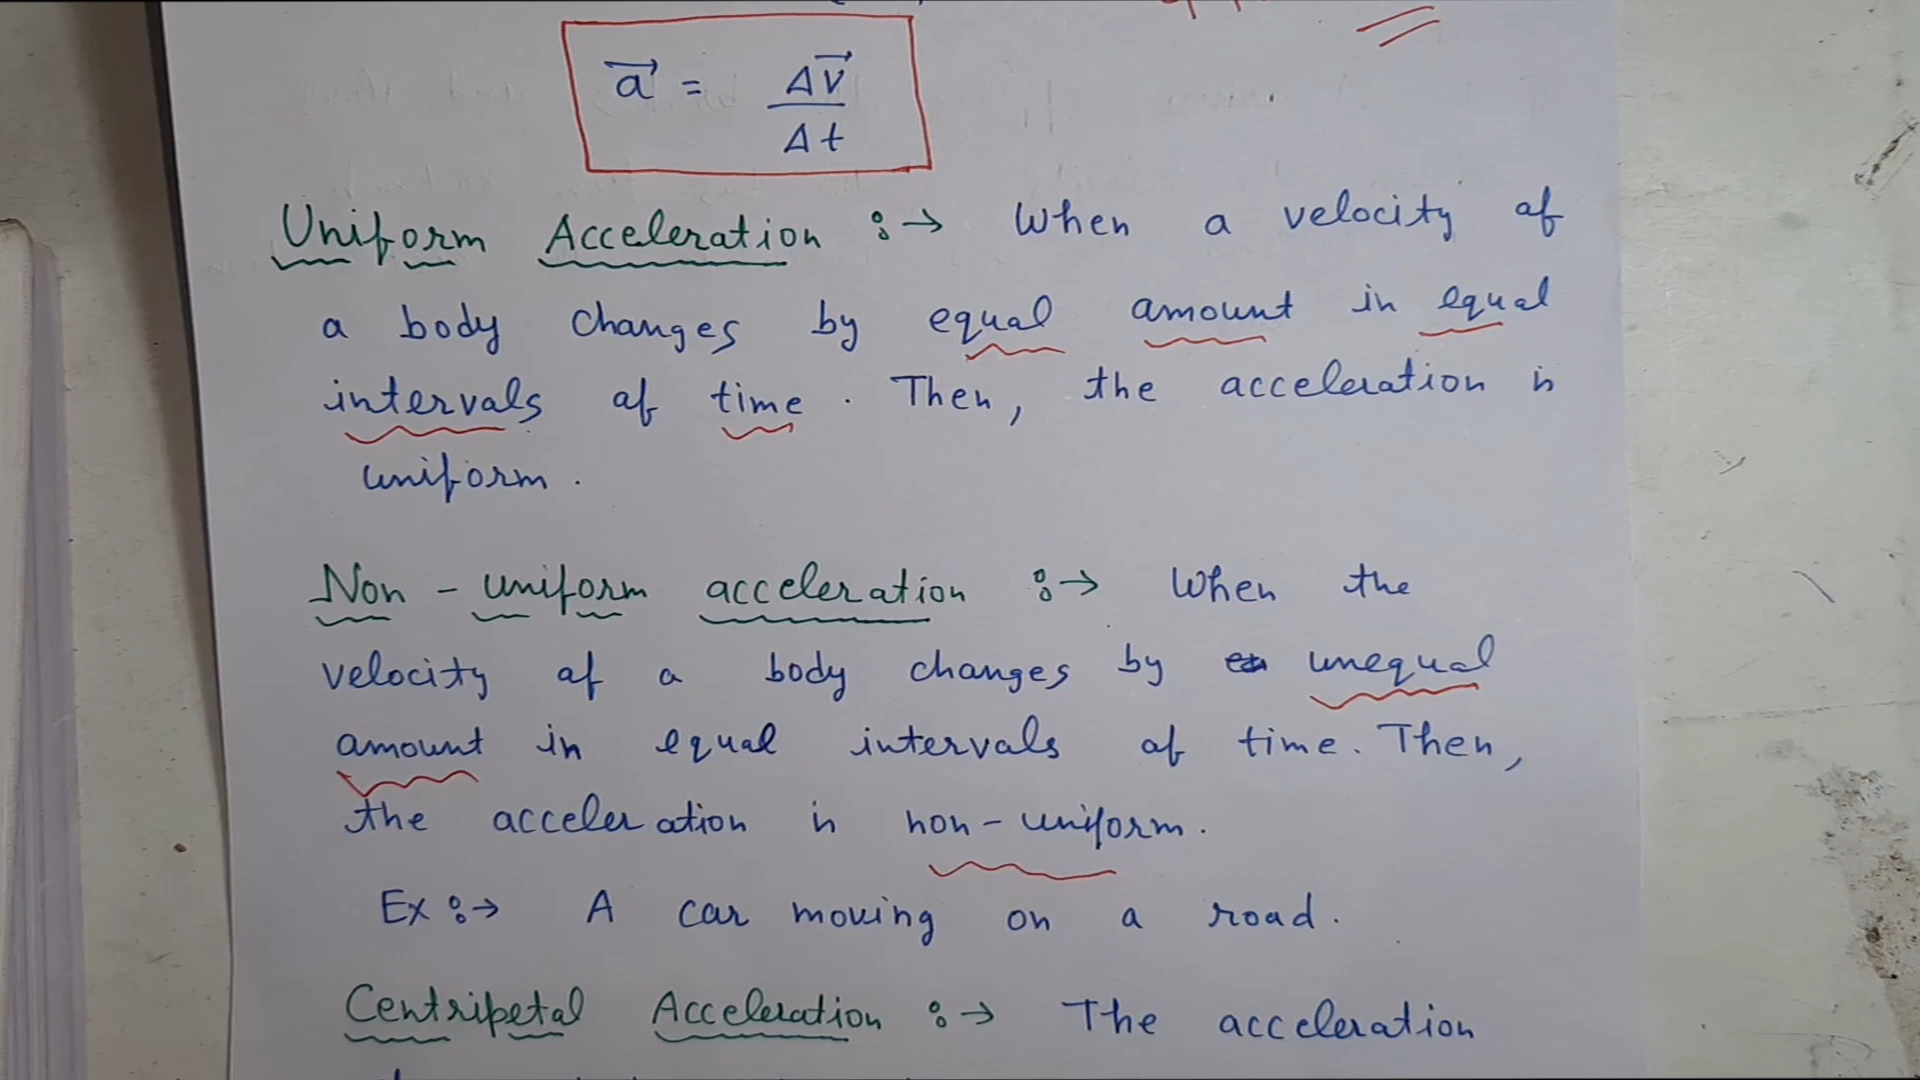 a⃗ = Δv⃗ / Δt
Uniform Acceleration :→ When a velocity of
a body changes by equal amount in equal
intervals of time. Then, the acceleration is
uniform.
Non-uniform acceleration :→ When the
velocity of a body changes by unequal
amount in equal intervals of time. Then,
the acceleration is non-uniform.
Ex :→ A car moving on a road.
Centripetal Acceleration :→ The acceleration